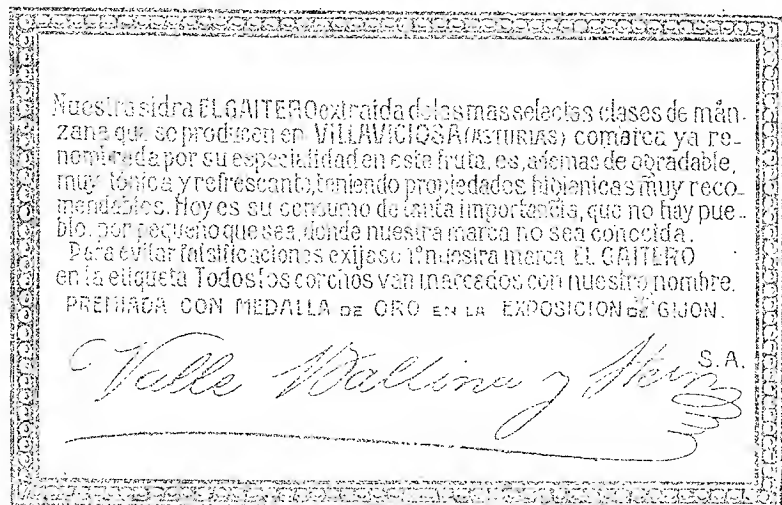 Nuestra sidra EL GAITERO extraida de las mas selectas clases de mán-
zana que se producen en VILLAVICIOSA (ASTURIAS) comarca ya re-
nombrada por su especialidad en esta fruta, es, ademas de agradable,
muy tónica y refrescante, teniendo propiedades higienicas muy reco-
mendables. Hoy es su consumo de tanta importancia, que no hay pue-
blo, por pequeño que sea, donde nuestra marca no sea conocida.
Para evitar falsificaciones exijase nuestra marca EL GAITERO
en la etiqueta Todos los corchos van marcados con nuestro nombre.
PREMIADA CON MEDALLA DE ORO EN LA EXPOSICION DE GIJON.
Valle Ballina y
S.A.